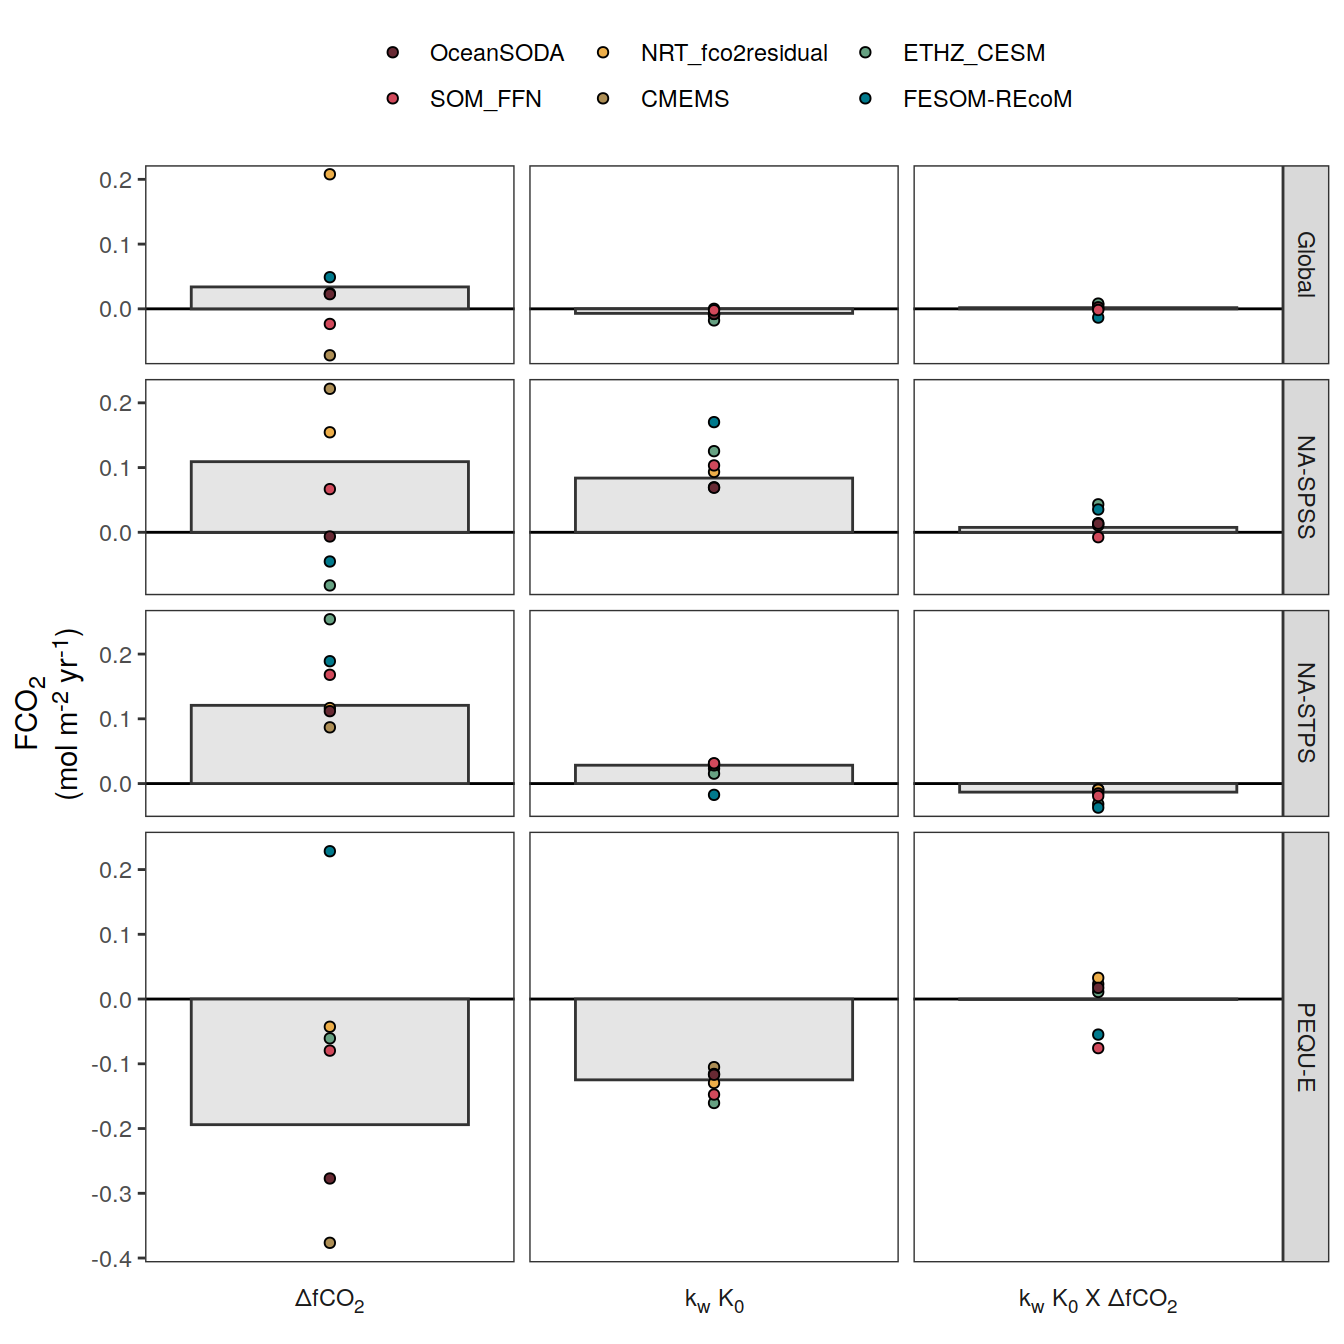 OceanSODA NRT_fco2residual ETHZ_CESM
SOM_FFN CMEMS FESOM-REcoM
0.2
0.1
0.0
Global
0.2
0.1
0.0
NA-SPSS
0.2
0.1
0.0
NA-STPS
0.2
0.1
0.0
-0.1
-0.2
-0.3
-0.4
PEQU-E
FCO₂
(mol m⁻² yr⁻¹)
ΔfCO₂
k_w K₀
k_w K₀ X ΔfCO₂